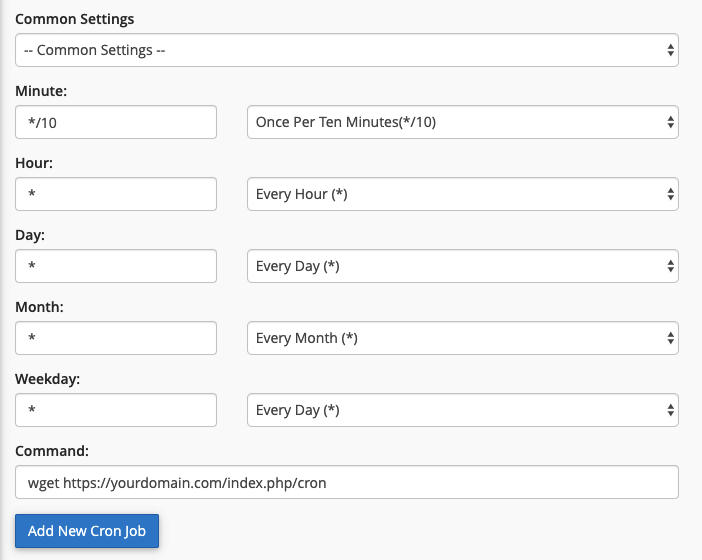 Common Settings
-- Common Settings --
Minute:
*/10 Once Per Ten Minutes(*/10)
Hour:
* Every Hour (*)
Day:
* Every Day (*)
Month:
* Every Month (*)
Weekday:
* Every Day (*)
Command:
wget https://yourdomain.com/index.php/cron
Add New Cron Job